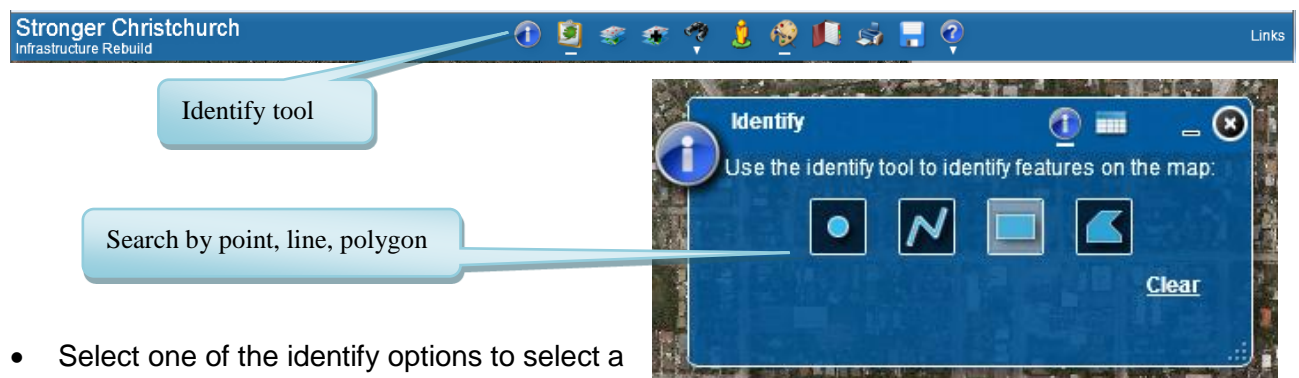 Stronger Christchurch
Infrastructure Rebuild
Links
Identify tool
Identify
Use the identify tool to identify features on the map:
Search by point, line, polygon
Clear
• Select one of the identify options to select a